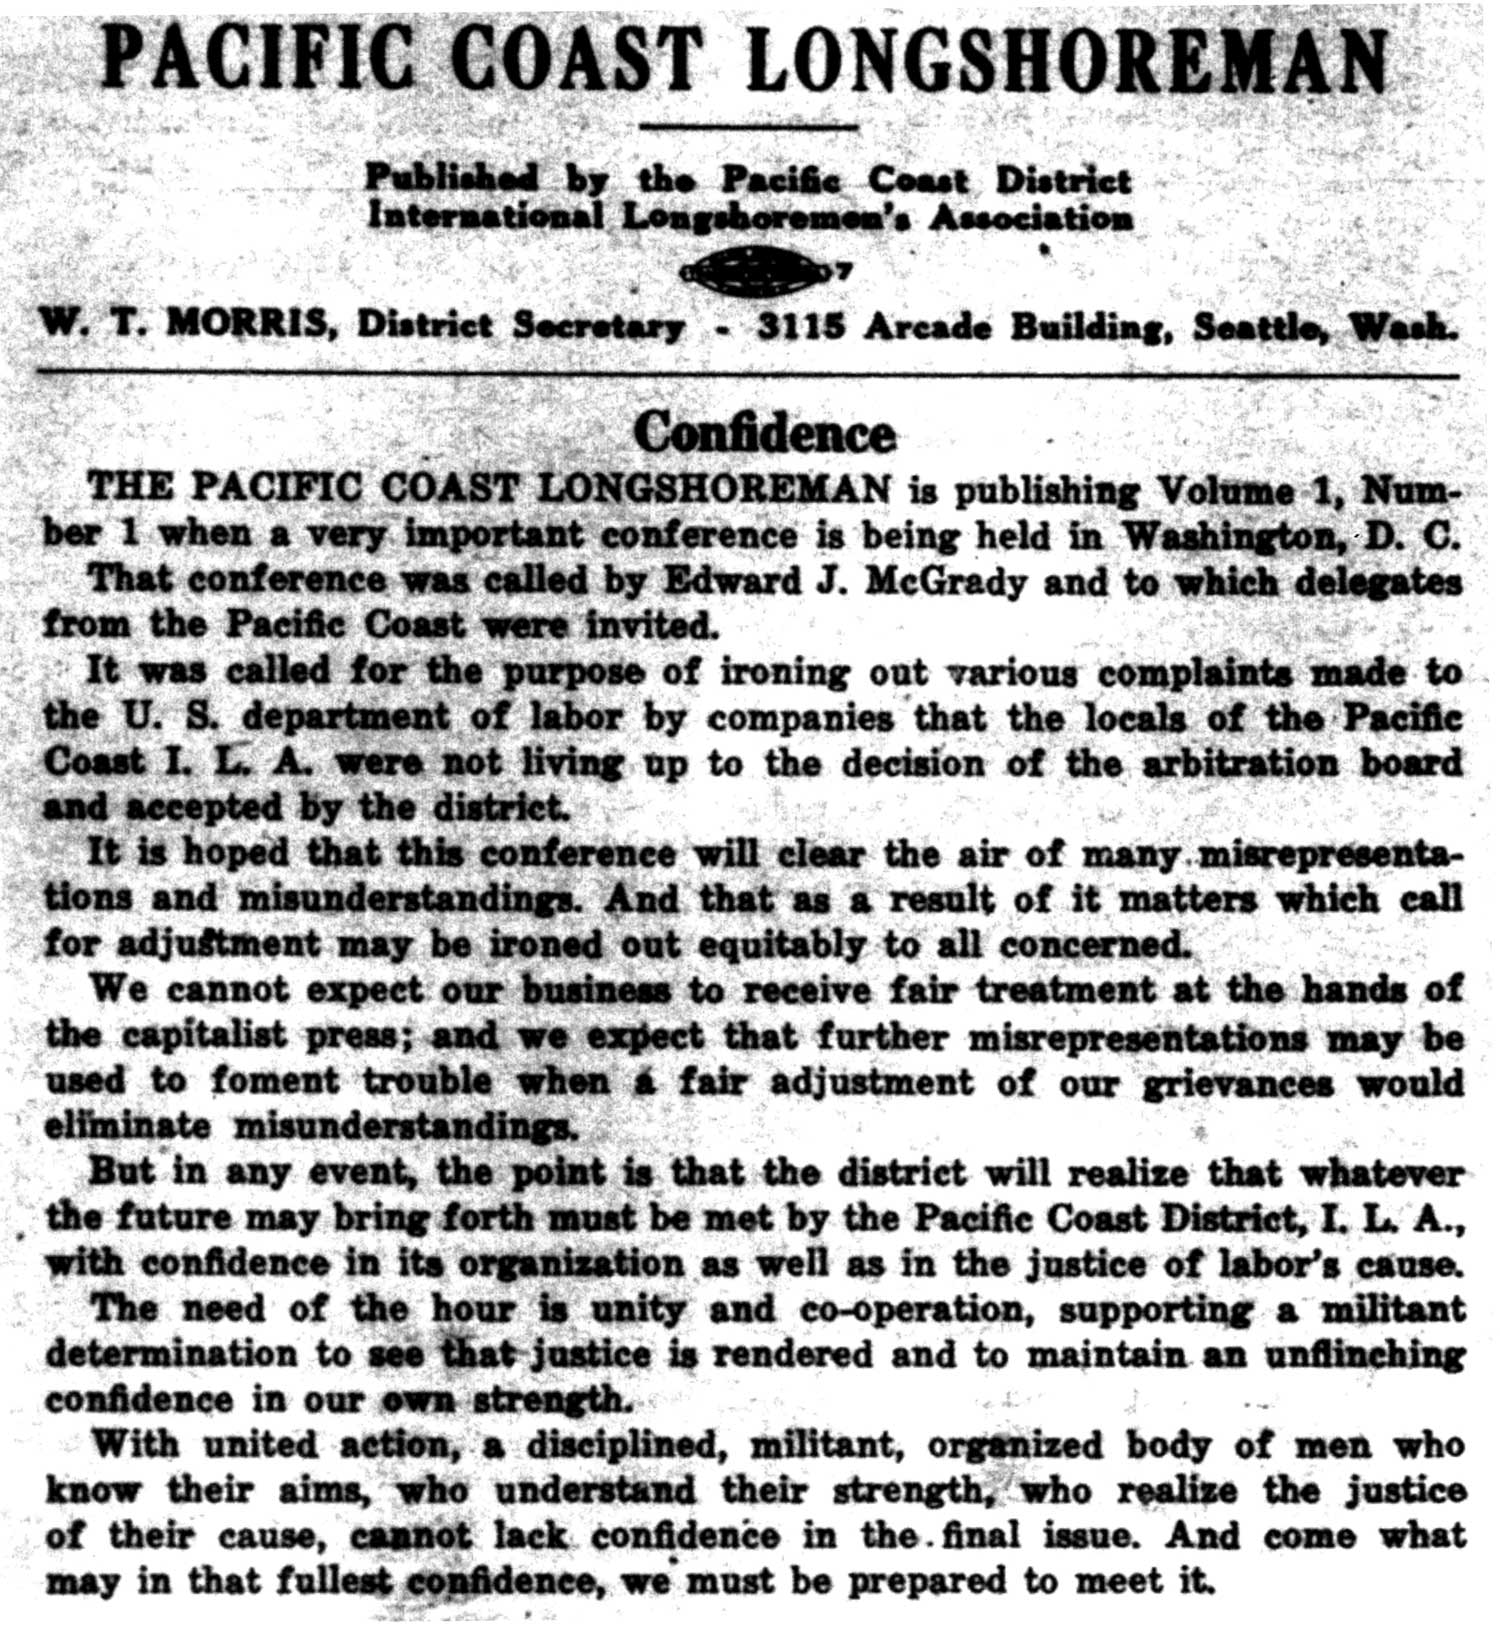 PACIFIC COAST LONGSHOREMAN
Published by the Pacific Coast District
International Longshoremen's Association
7
W. T. MORRIS, District Secretary - 3115 Arcade Building, Seattle, Wash.
Confidence
THE PACIFIC COAST LONGSHOREMAN is publishing Volume 1, Num-
ber 1 when a very important conference is being held in Washington, D. C.
That conference was called by Edward J. McGrady and to which delegates
from the Pacific Coast were invited.
It was called for the purpose of ironing out various complaints made to
the U. S. department of labor by companies that the locals of the Pacific
Coast I. L. A. were not living up to the decision of the arbitration board
and accepted by the district.
It is hoped that this conference will clear the air of many misrepresenta-
tions and misunderstandings. And that as a result of it matters which call
for adjustment may be ironed out equitably to all concerned.
We cannot expect our business to receive fair treatment at the hands of
the capitalist press; and we expect that further misrepresentations may be
used to foment trouble when a fair adjustment of our grievances would
eliminate misunderstandings.
But in any event, the point is that the district will realize that whatever
the future may bring forth must be met by the Pacific Coast District, I. L. A.,
with confidence in its organization as well as in the justice of labor's cause.
The need of the hour is unity and co-operation, supporting a militant
determination to see that justice is rendered and to maintain an unflinching
confidence in our own strength.
With united action, a disciplined, militant, organized body of men who
know their aims, who understand their strength, who realize the justice
of their cause, cannot lack confidence in the final issue. And come what
may in that fullest confidence, we must be prepared to meet it.